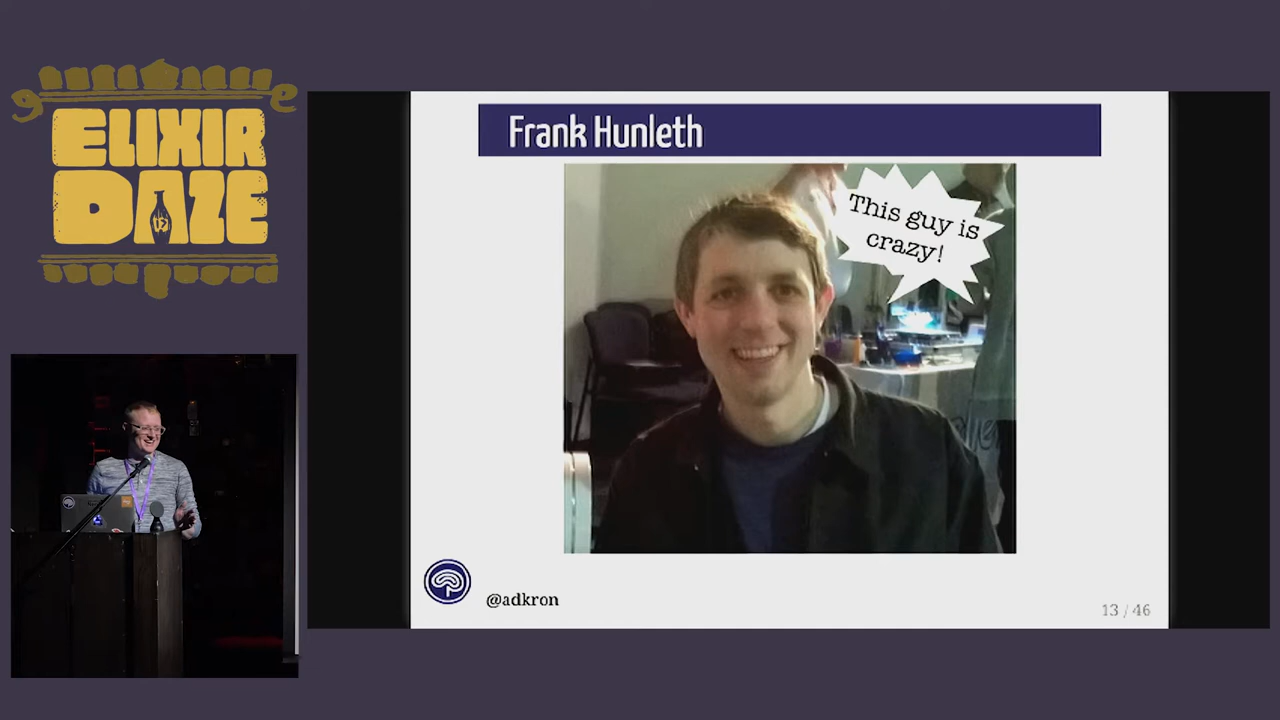 ELIXIR
DAZE
Frank Hunleth
This guy is
crazy!
@adkron
13 / 46